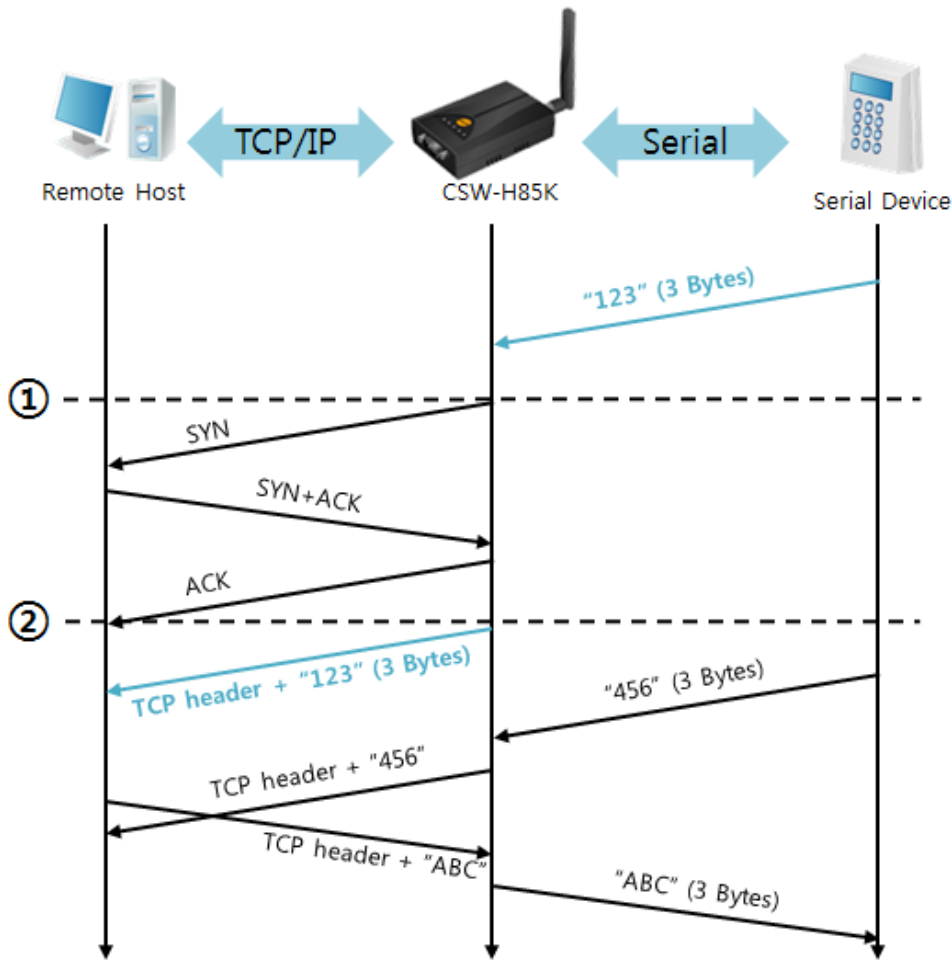 TCP/IP
Serial
Remote Host
CSW-H85K
Serial Device
“123” (3 Bytes)
①
SYN
SYN+ACK
ACK
②
TCP header + “123” (3 Bytes)
“456” (3 Bytes)
TCP header + “456”
TCP header + “ABC”
“ABC” (3 Bytes)